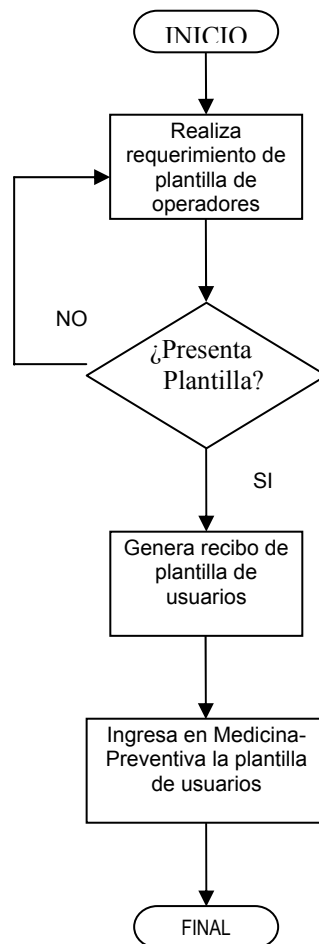 INICIO
Realiza
requerimiento de
plantilla de
operadores
NO
¿Presenta
Plantilla?
SI
Genera recibo de
plantilla de
usuarios
Ingresa en Medicina-
Preventiva la plantilla
de usuarios
FINAL